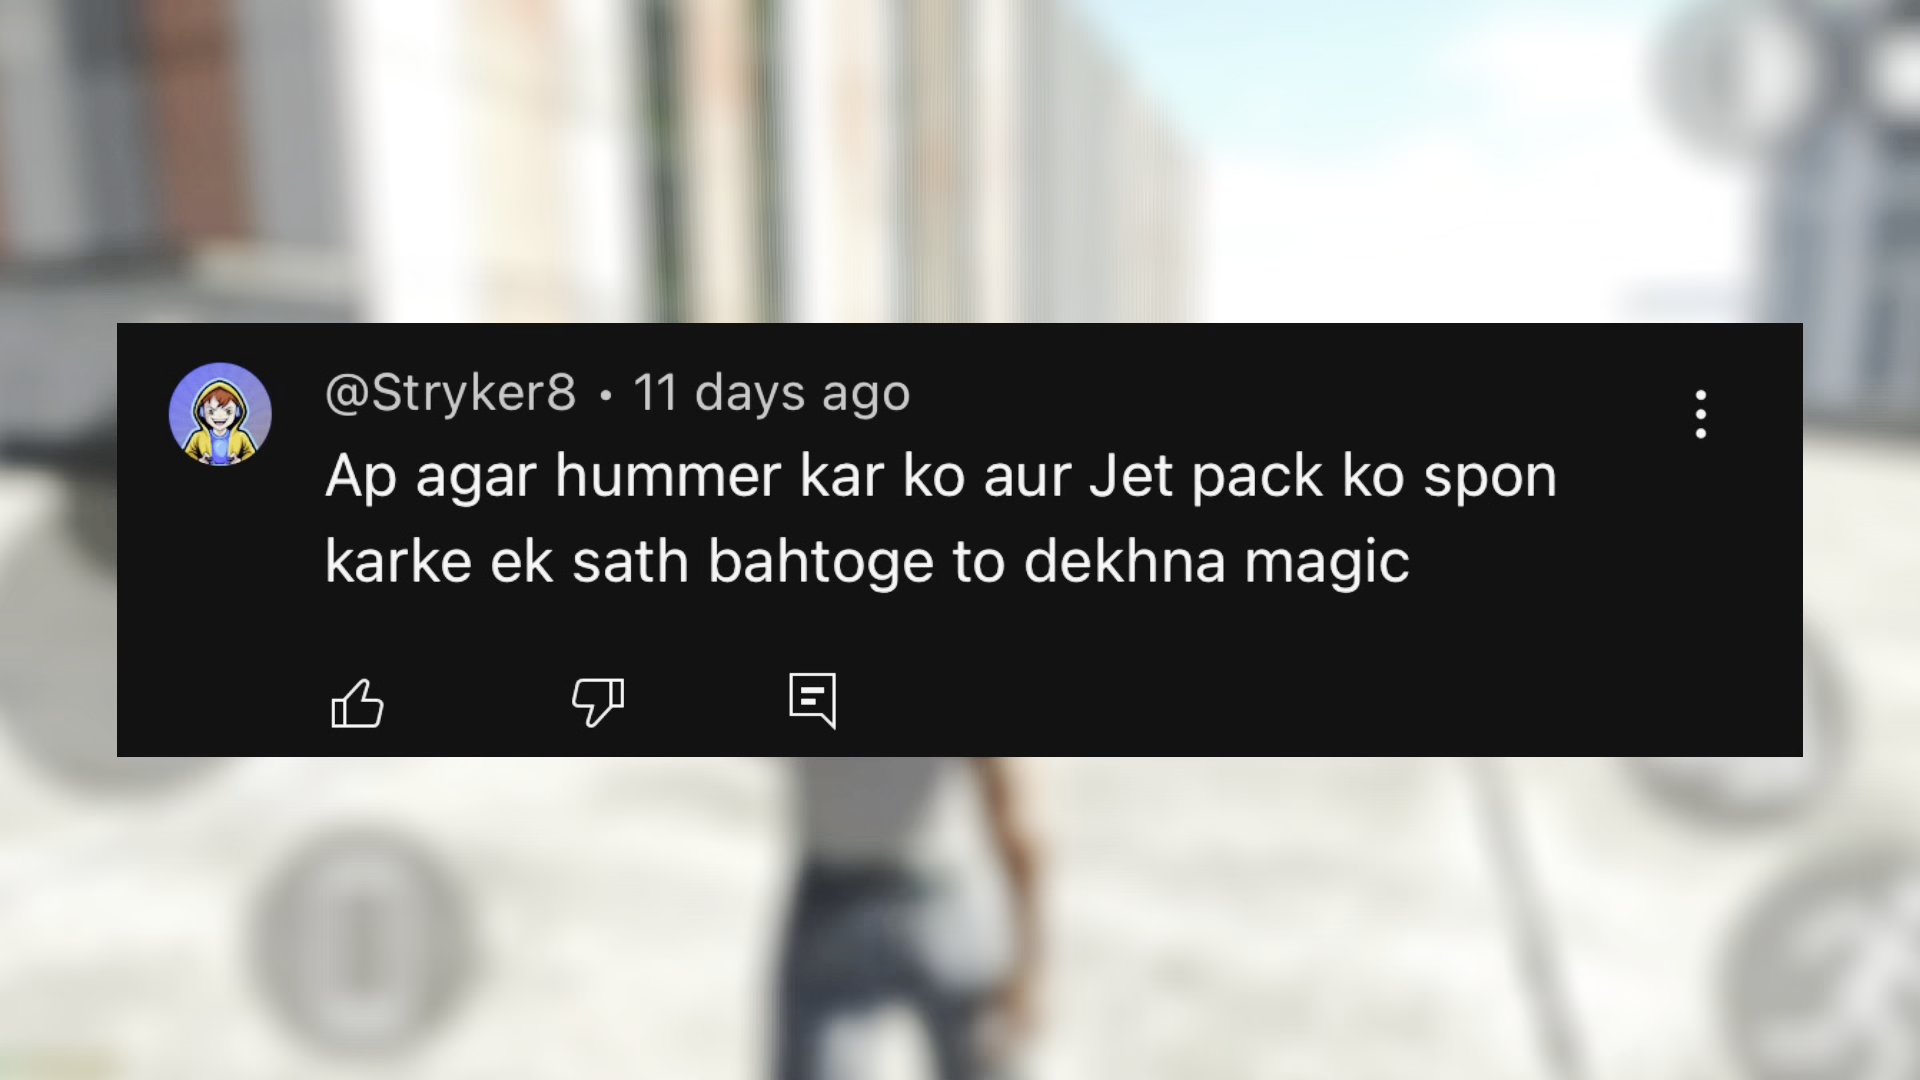 @Stryker8 • 11 days ago
Ap agar hummer kar ko aur Jet pack ko spon
karke ek sath bahtoge to dekhna magic